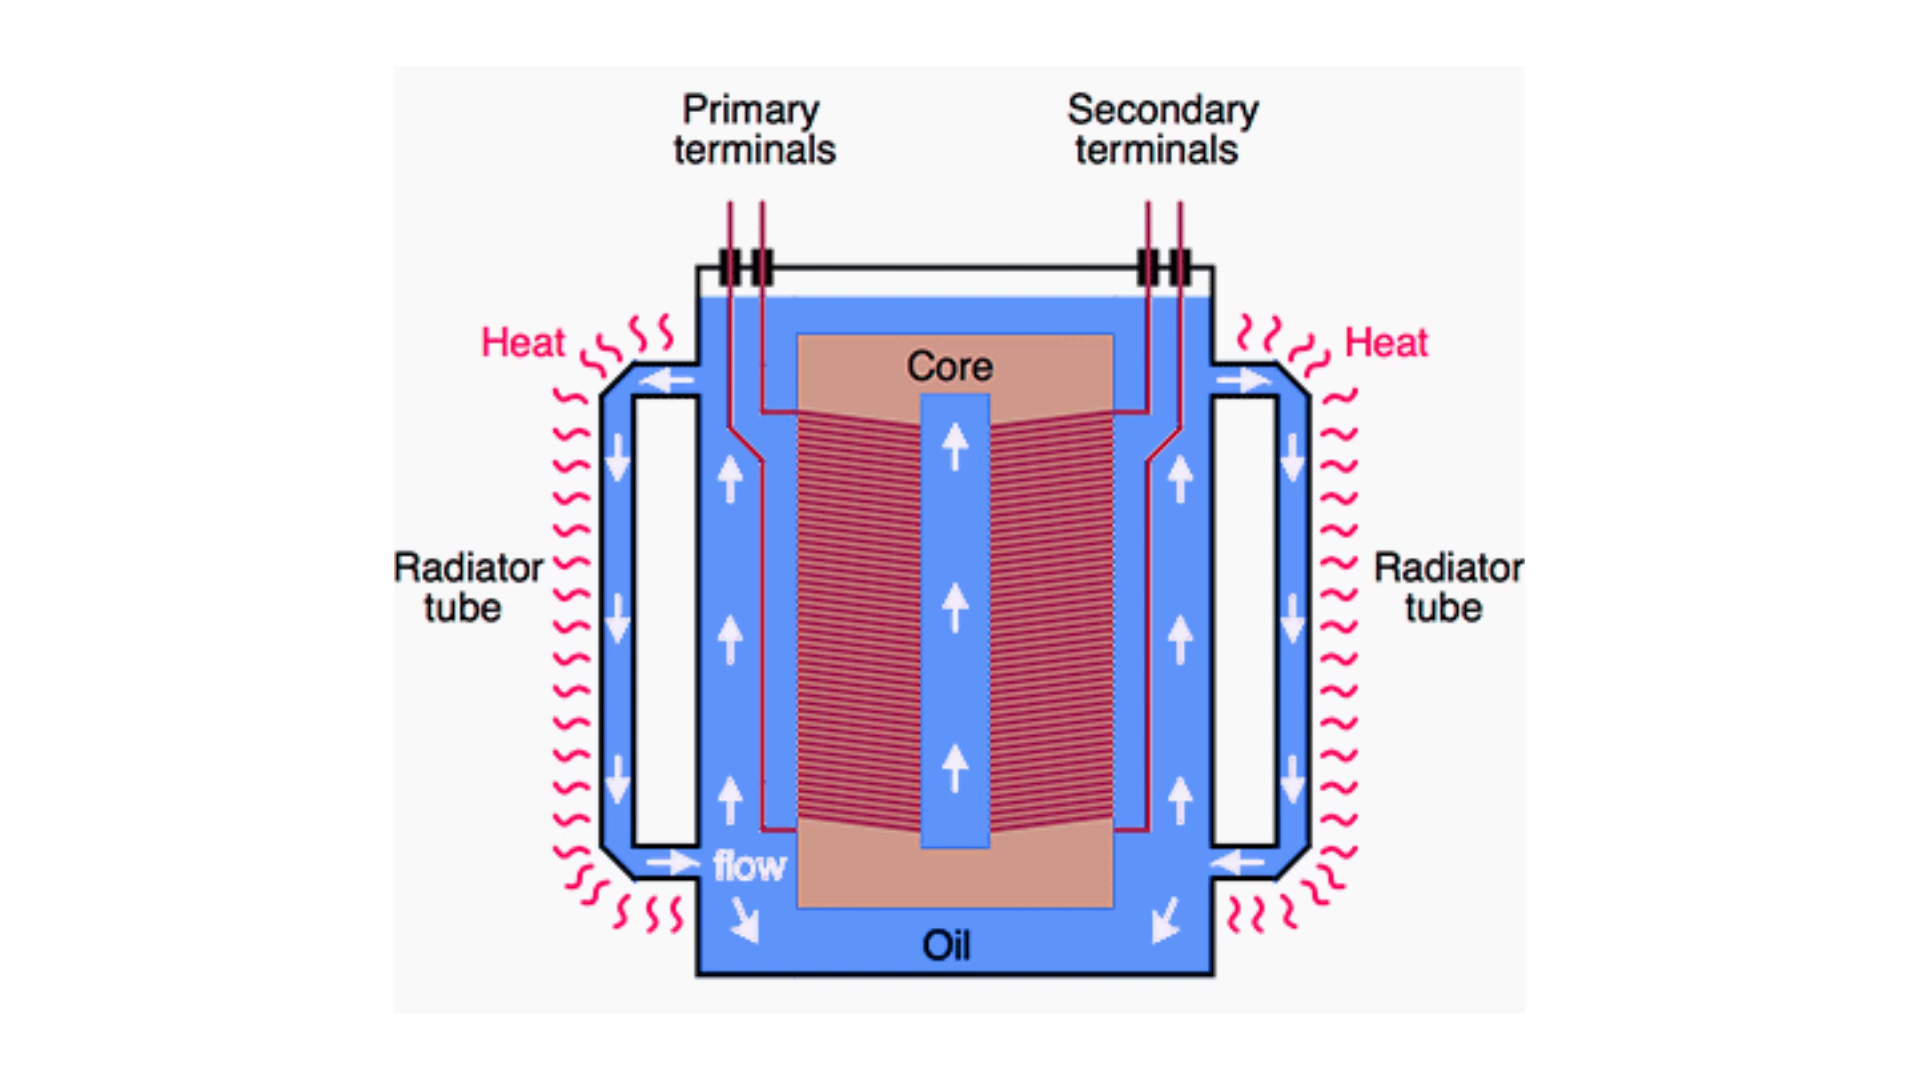 Primary
terminals
Secondary
terminals
Heat
Heat
Core
Radiator
tube
Radiator
tube
flow
Oil